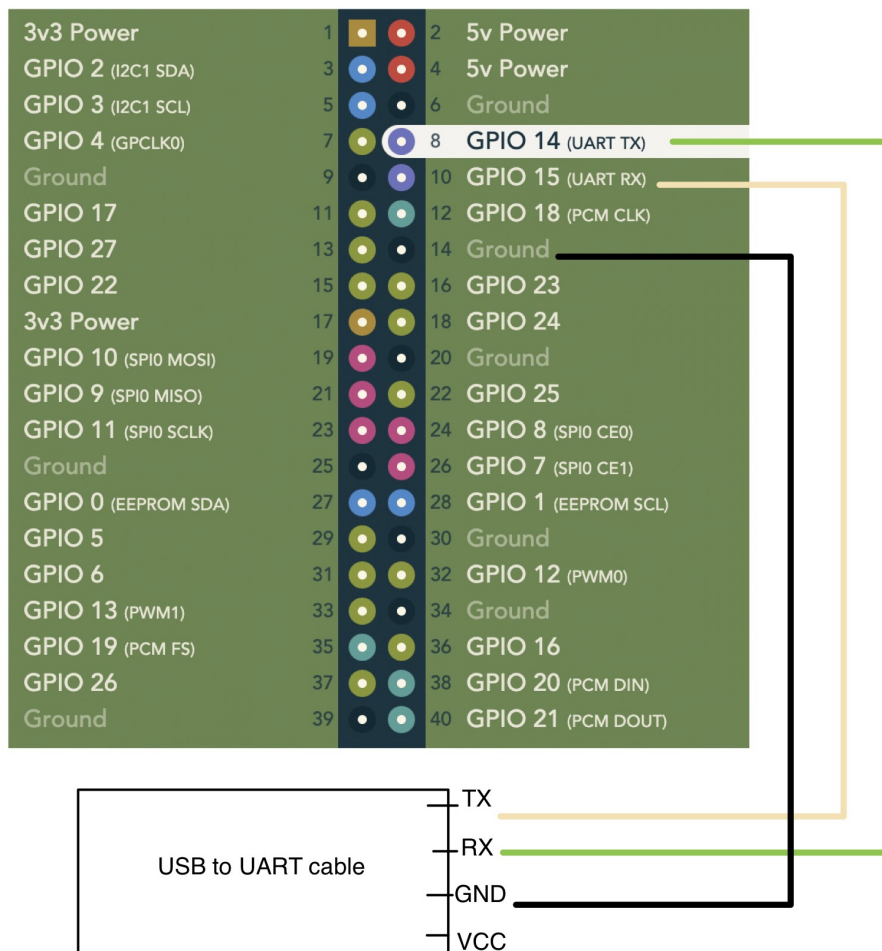 3v3 Power 1 2 5v Power
GPIO 2 (I2C1 SDA) 3 4 5v Power
GPIO 3 (I2C1 SCL) 5 6 Ground
GPIO 4 (GPCLK0) 7 8 GPIO 14 (UART TX)
Ground 9 10 GPIO 15 (UART RX)
GPIO 17 11 12 GPIO 18 (PCM CLK)
GPIO 27 13 14 Ground
GPIO 22 15 16 GPIO 23
3v3 Power 17 18 GPIO 24
GPIO 10 (SPI0 MOSI) 19 20 Ground
GPIO 9 (SPI0 MISO) 21 22 GPIO 25
GPIO 11 (SPI0 SCLK) 23 24 GPIO 8 (SPI0 CE0)
Ground 25 26 GPIO 7 (SPI0 CE1)
GPIO 0 (EEPROM SDA) 27 28 GPIO 1 (EEPROM SCL)
GPIO 5 29 30 Ground
GPIO 6 31 32 GPIO 12 (PWM0)
GPIO 13 (PWM1) 33 34 Ground
GPIO 19 (PCM FS) 35 36 GPIO 16
GPIO 26 37 38 GPIO 20 (PCM DIN)
Ground 39 40 GPIO 21 (PCM DOUT)
TX
RX
USB to UART cable
GND
VCC